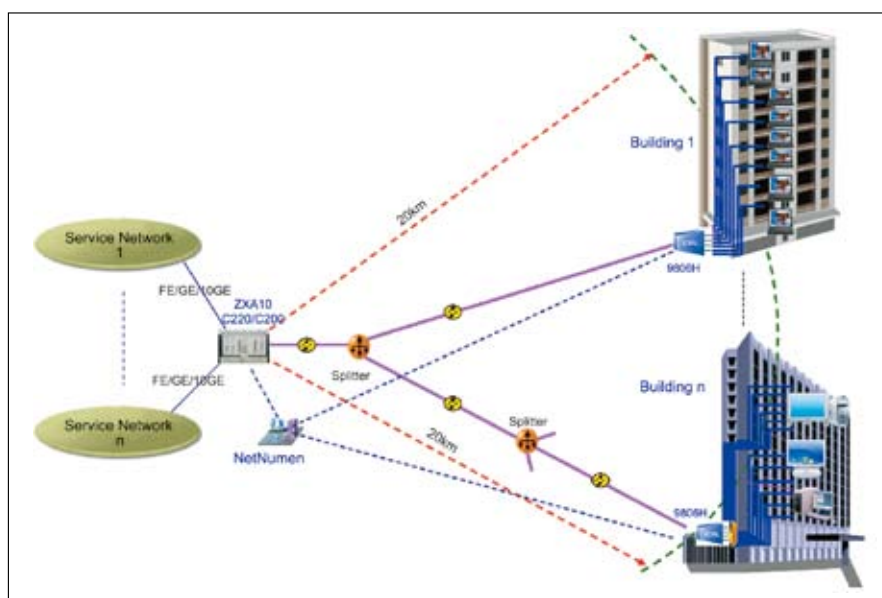 Building 1
20km
9806H
Service Network
1
FE/GE/10GE
ZXA10
C220/C200
Splitter
FE/GE/10GE
Service Network
n
NetNumen
20km
Splitter
Building n
9806H